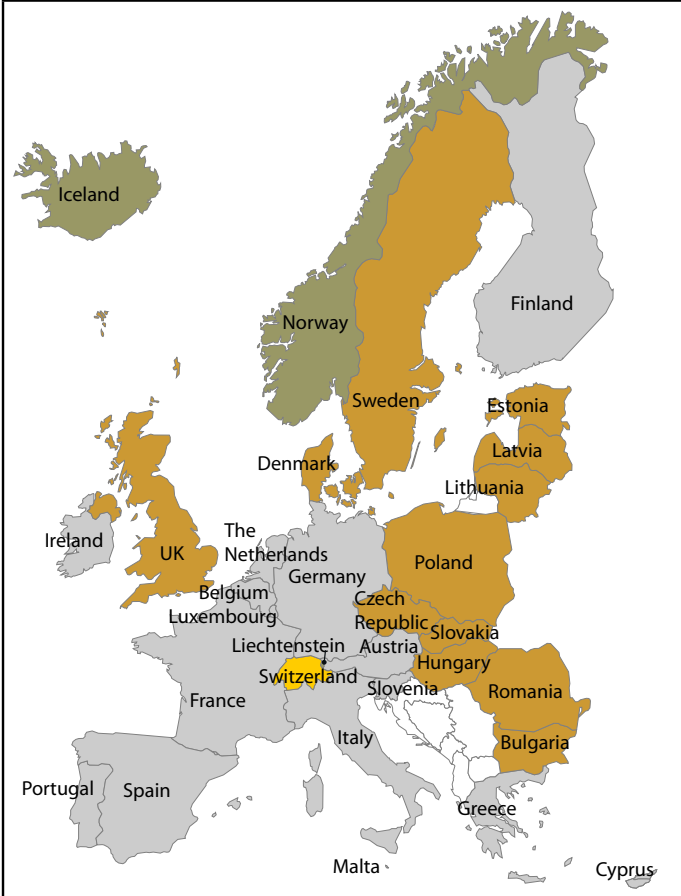 Iceland
Finland
Norway
Sweden
Estonia
Latvia
Denmark
Lithuania
The
Netherlands
Ireland
UK
Germany
Poland
Belgium
Czech
Republic
Luxembourg
Slovakia
Liechtenstein
Austria
Hungary
Switzerland
Slovenia
Romania
France
Italy
Bulgaria
Portugal
Spain
Greece
Malta
Cyprus